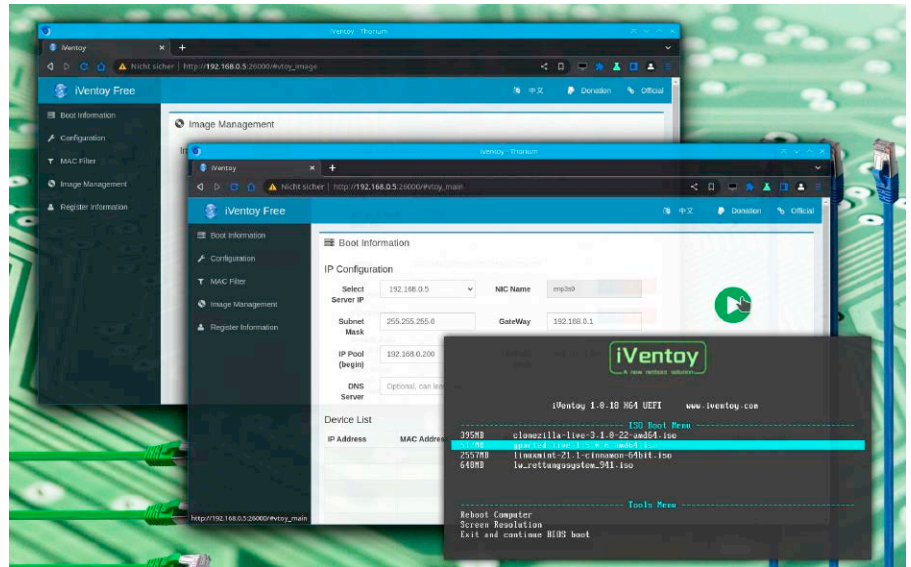 iVentoy - Thorium
iVentoy
Nicht sicher | http://192.168.0.5:26000/#vtoy_image
iVentoy Free
中文
Donation
Official
Boot Information
Configuration
MAC Filter
Image Management
Register Information
Image Management
iVentoy - Thorium
iVentoy
Nicht sicher | http://192.168.0.5:26000/#vtoy_main
iVentoy Free
中文
Donation
Official
Boot Information
Configuration
MAC Filter
Image Management
Register Information
Boot Information
IP Configuration
Select Server IP
192.168.0.5
NIC Name
enp3s0
Subnet Mask
255.255.255.0
GateWay
192.168.0.1
IP Pool (begin)
192.168.0.200
DNS Server
Optional, can
Device List
IP Address
MAC Address
http://192.168.0.5:26000/#vtoy_main
iVentoy
A new netboot solution
iVentoy 1.0.18 X64 UEFI www.iventoy.com
ISO Boot Menu
395MB clonezilla-live-3.1.0-22-amd64.iso
2557MB linuxmint-21.1-cinnamon-64bit.iso
640MB lw_rettungssystem_941.iso
Tools Menu
Reboot Computer
Screen Resolution
Exit and continue BIOS boot